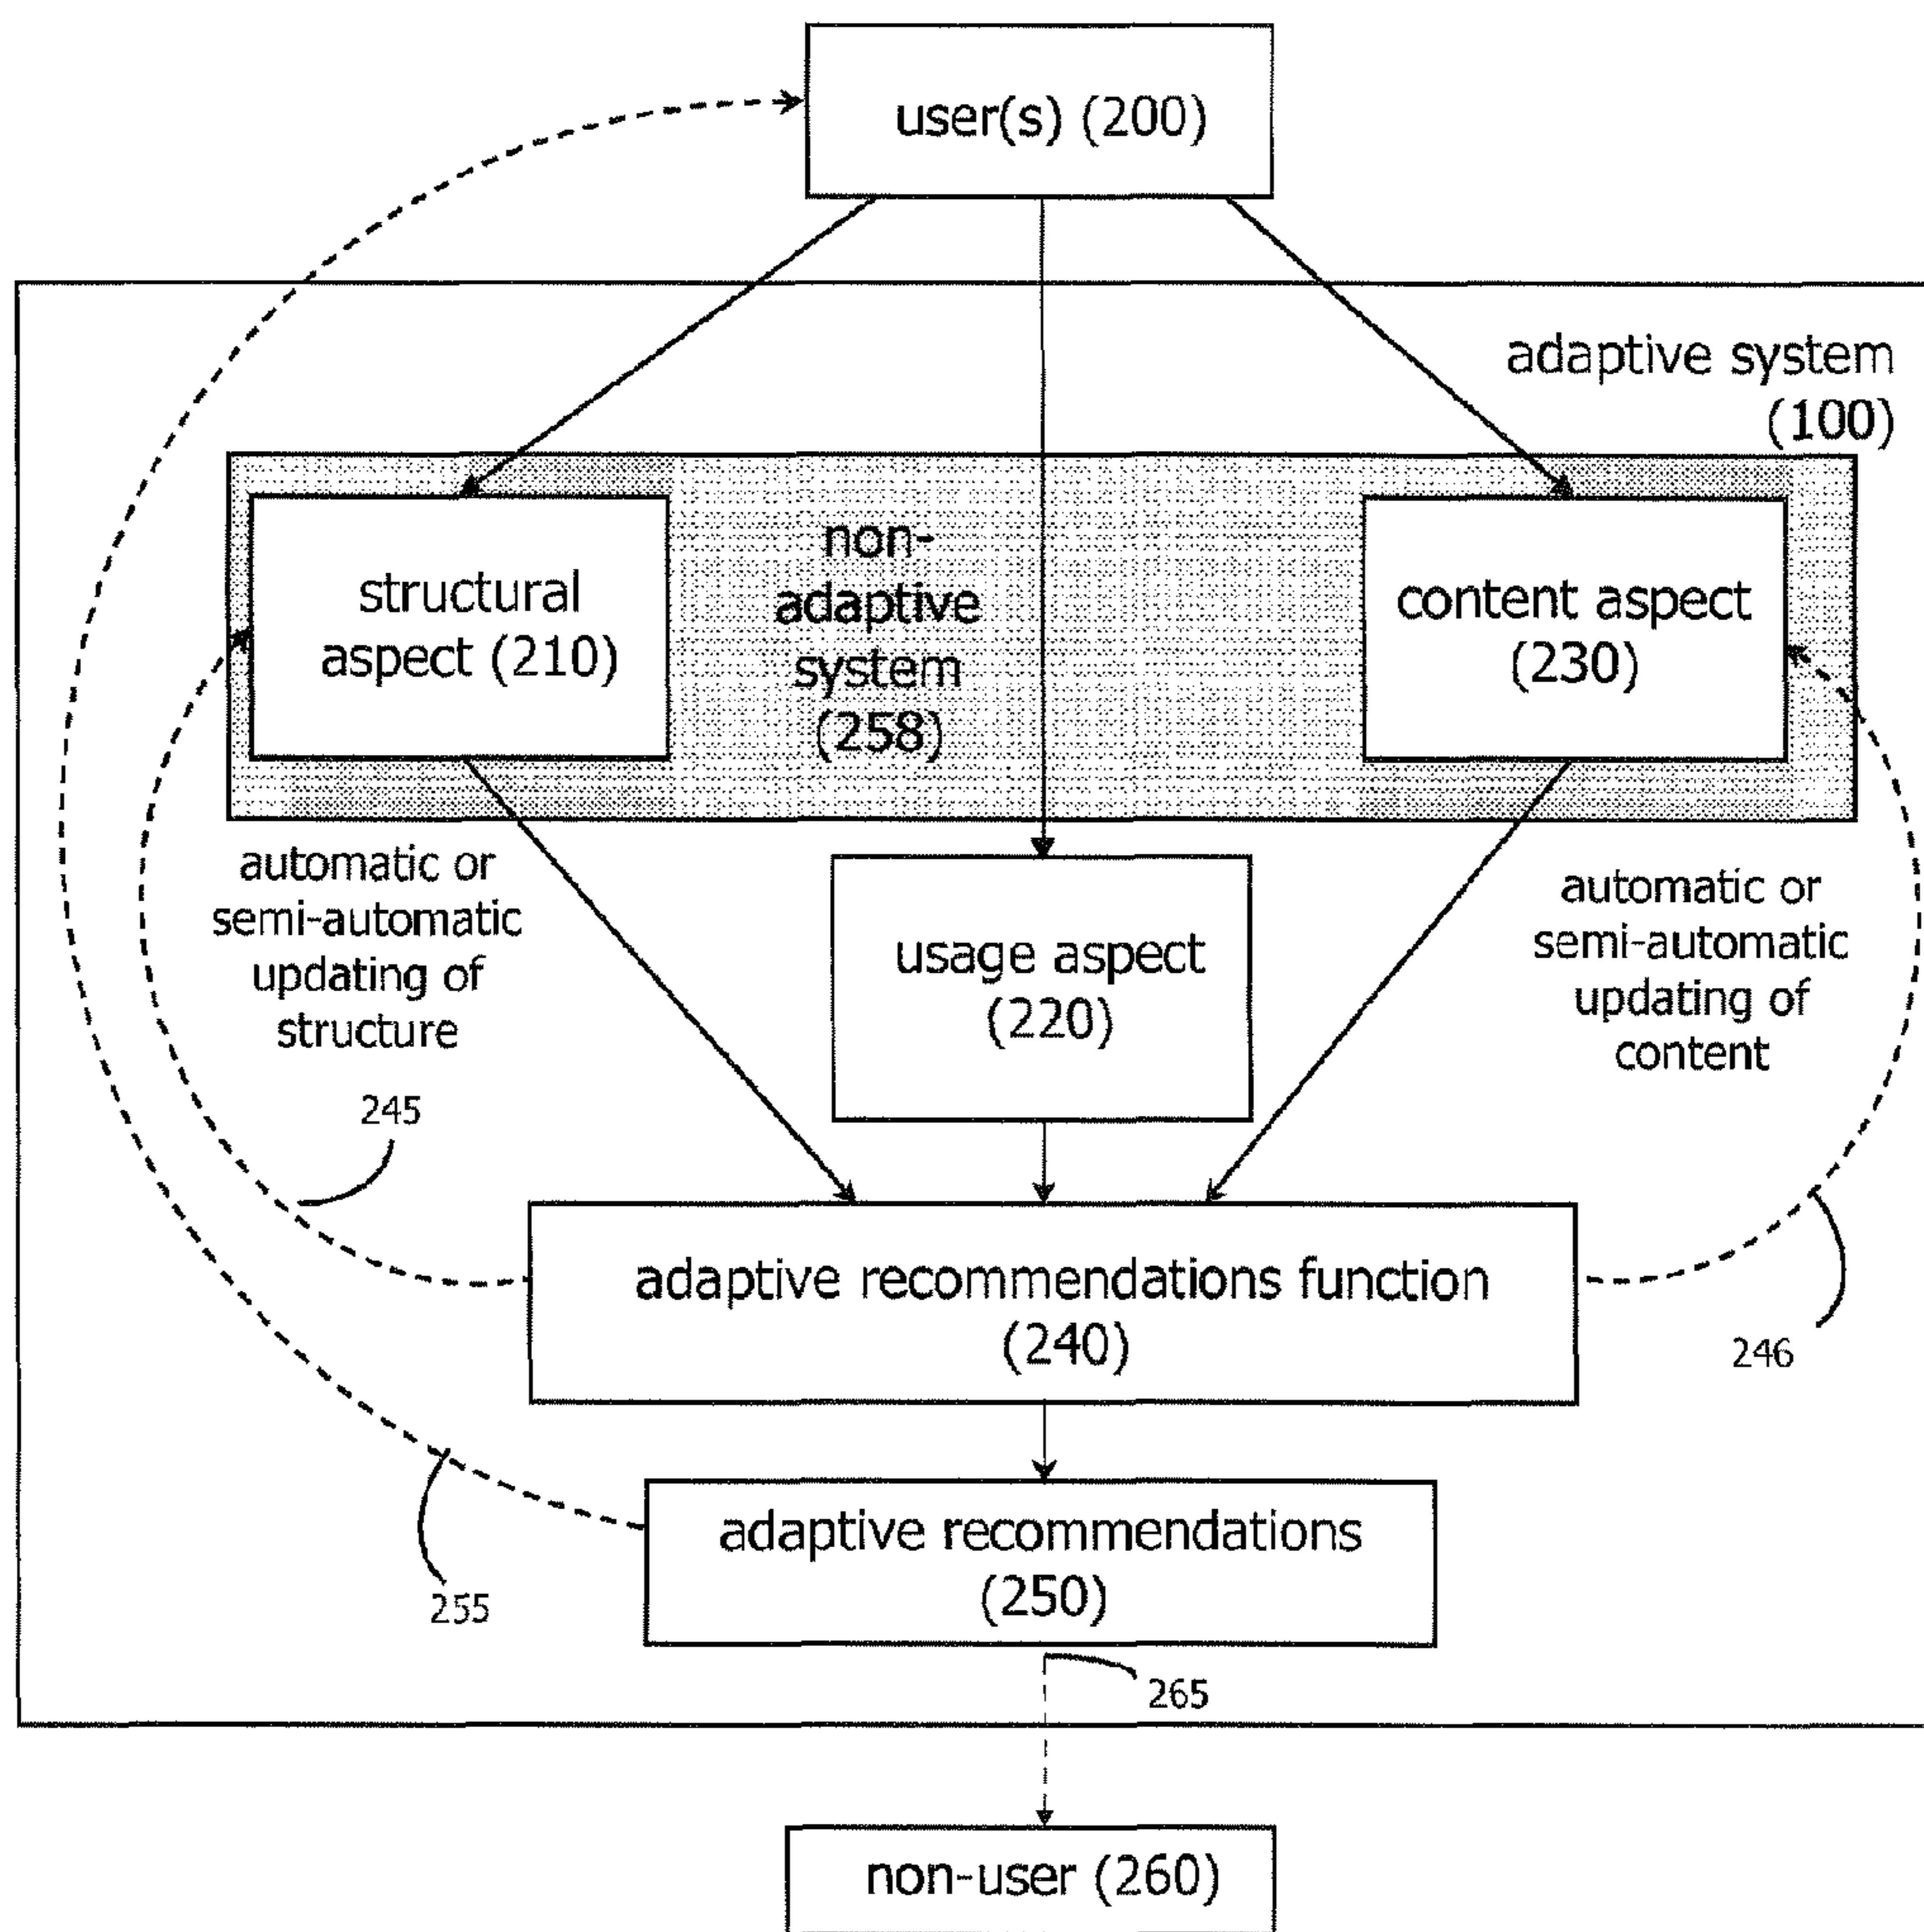 user(s) (200)
adaptive system
(100)
non-
adaptive
system
(258)
structural
aspect (210)
content aspect
(230)
automatic or
semi-automatic
updating of
structure
usage aspect
(220)
automatic or
semi-automatic
updating of
content
245
adaptive recommendations function
(240)
246
adaptive recommendations
(250)
255
265
non-user (260)